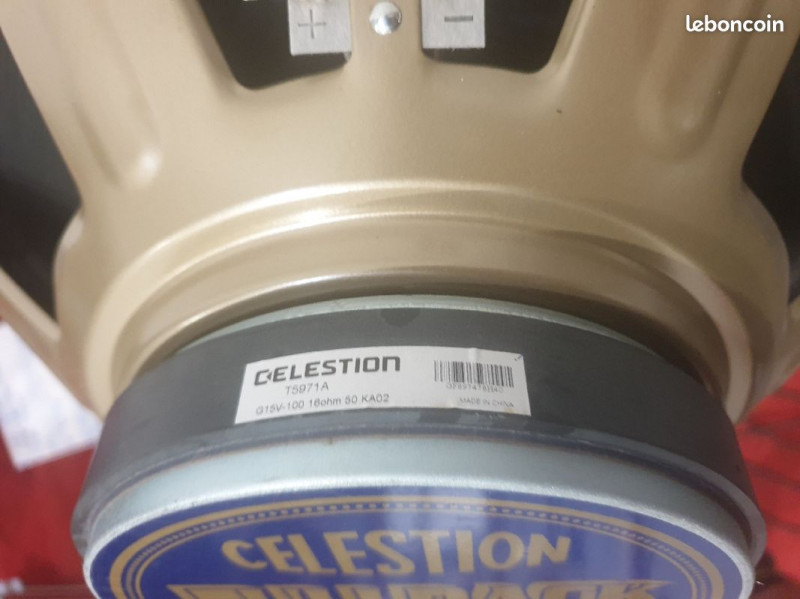 leboncoin
+ −
CELESTION
T5971A
G15V-100 16ohm 50 KA02
MADE IN CHINA
CELESTION